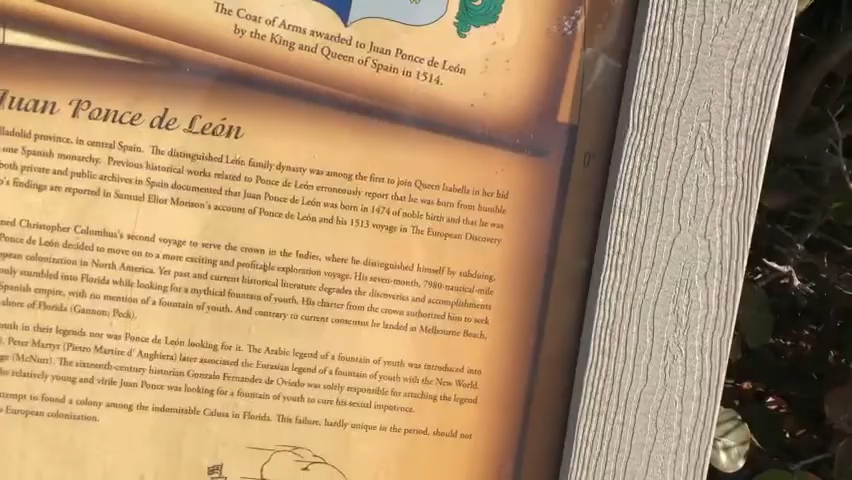 The Coat of Arms awarded to Juan Ponce de León
by the King and Queen of Spain in 1514.
Juan Ponce de León
lladolid province, in central Spain. The distinguished León family dynasty was among the first to join Queen Isabella in her bid
one Spanish monarchy. Previous historical works related to Ponce de León erroneously report that he was born from humble
both private and public archives in Spain documented that Juan Ponce de León was born in 1474 of noble birth and that he was
o's findings are reported in Samuel Eliot Morison's account of Ponce de León and his 1513 voyage in The European Discovery
ned Christopher Columbus's second voyage to serve the crown in the Indies, where he distinguished himself by subduing,
Ponce de León decided to move on to a more exciting and profitable exploration voyage. His seven-month, 7980-nautical-mile
pean colonization in North America. Yet past and current historical literature degrades the discoveries and accomplishments
only stumbled into Florida while looking for a mythical fountain of youth. His charter from the crown authorized him to seek
Spanish empire, with no mention of a fountain of youth. And contrary to current consensus he landed at Melbourne Beach,
shore of Florida (Gannon; Peck).
outh in their legends nor was Ponce de León looking for it. The Arabic legend of a fountain of youth was introduced into
). Peter Martyr (Pietro Martire d' Anghiera) later associated the Eurasian legend of a fountain of youth with the New World.
ge (McNutt). The sixteenth-century historian Gonzalo Fernandez de Oviedo was solely responsible for attaching the legend
he relatively young and virile Juan Ponce was looking for a fountain of youth to cure his sexual impotence.
ttempts to found a colony among the indomitable Calusa in Florida. This failure, hardly unique in the period, should not
o European colonization.